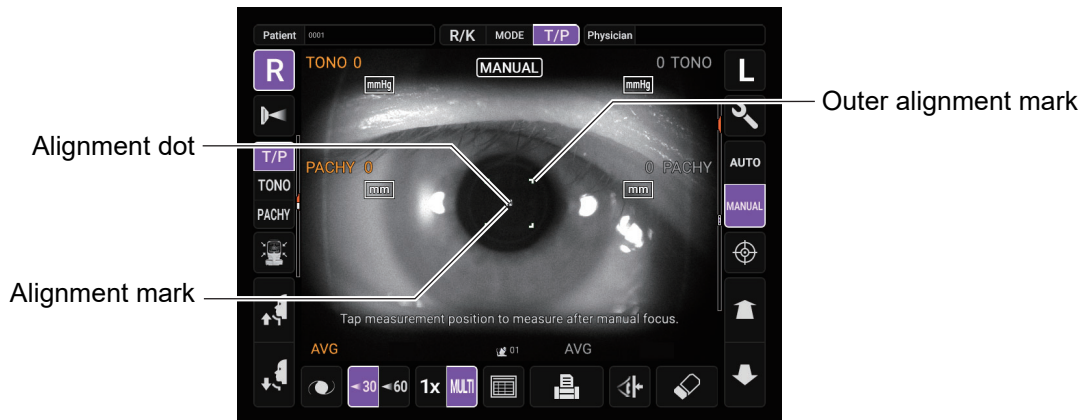 Patient 0001 R/K MODE T/P Physician
R TONO 0 MANUAL 0 TONO L
mmHg mmHg
Outer alignment mark
Alignment dot
T/P PACHY 0 0 PACHY AUTO
TONO mm mm
MANUAL
PACHY
Alignment mark
Tap measurement position to measure after manual focus.
AVG 01 AVG
30 60 1x MULTI